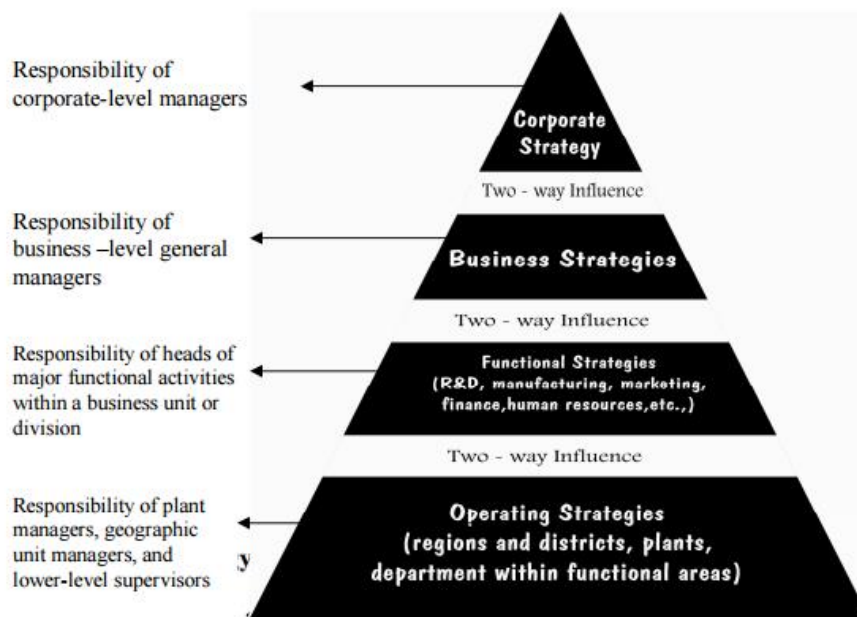 Responsibility of
corporate-level managers
Corporate
Strategy
Two - way Influence
Responsibility of
business –level general
managers
Business Strategies
Two - way Influence
Responsibility of heads of
major functional activities
within a business unit or
division
Functional Strategies
(R&D, manufacturing, marketing,
finance,human resources,etc.,)
Two - way Influence
Responsibility of plant
managers, geographic
unit managers, and
lower-level supervisors
y
Operating Strategies
(regions and districts, plants,
department within functional areas)